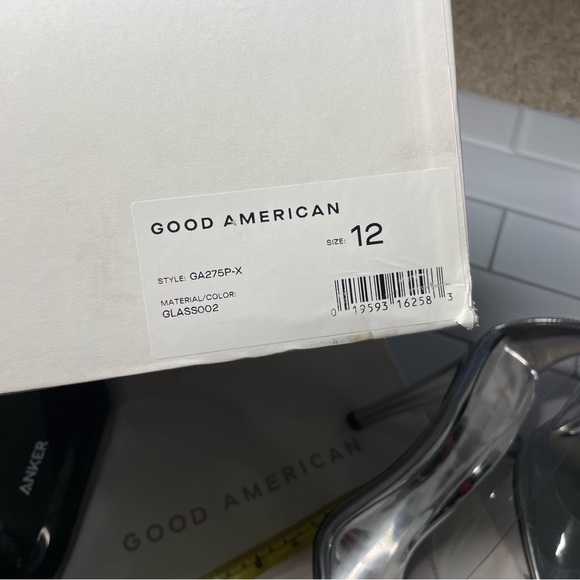 GOOD AMERICAN
SIZE: 12
STYLE: GA275P-X
MATERIAL/COLOR:
GLASS002
0 19593 16258 3
ANKER
GOOD AMERICAN